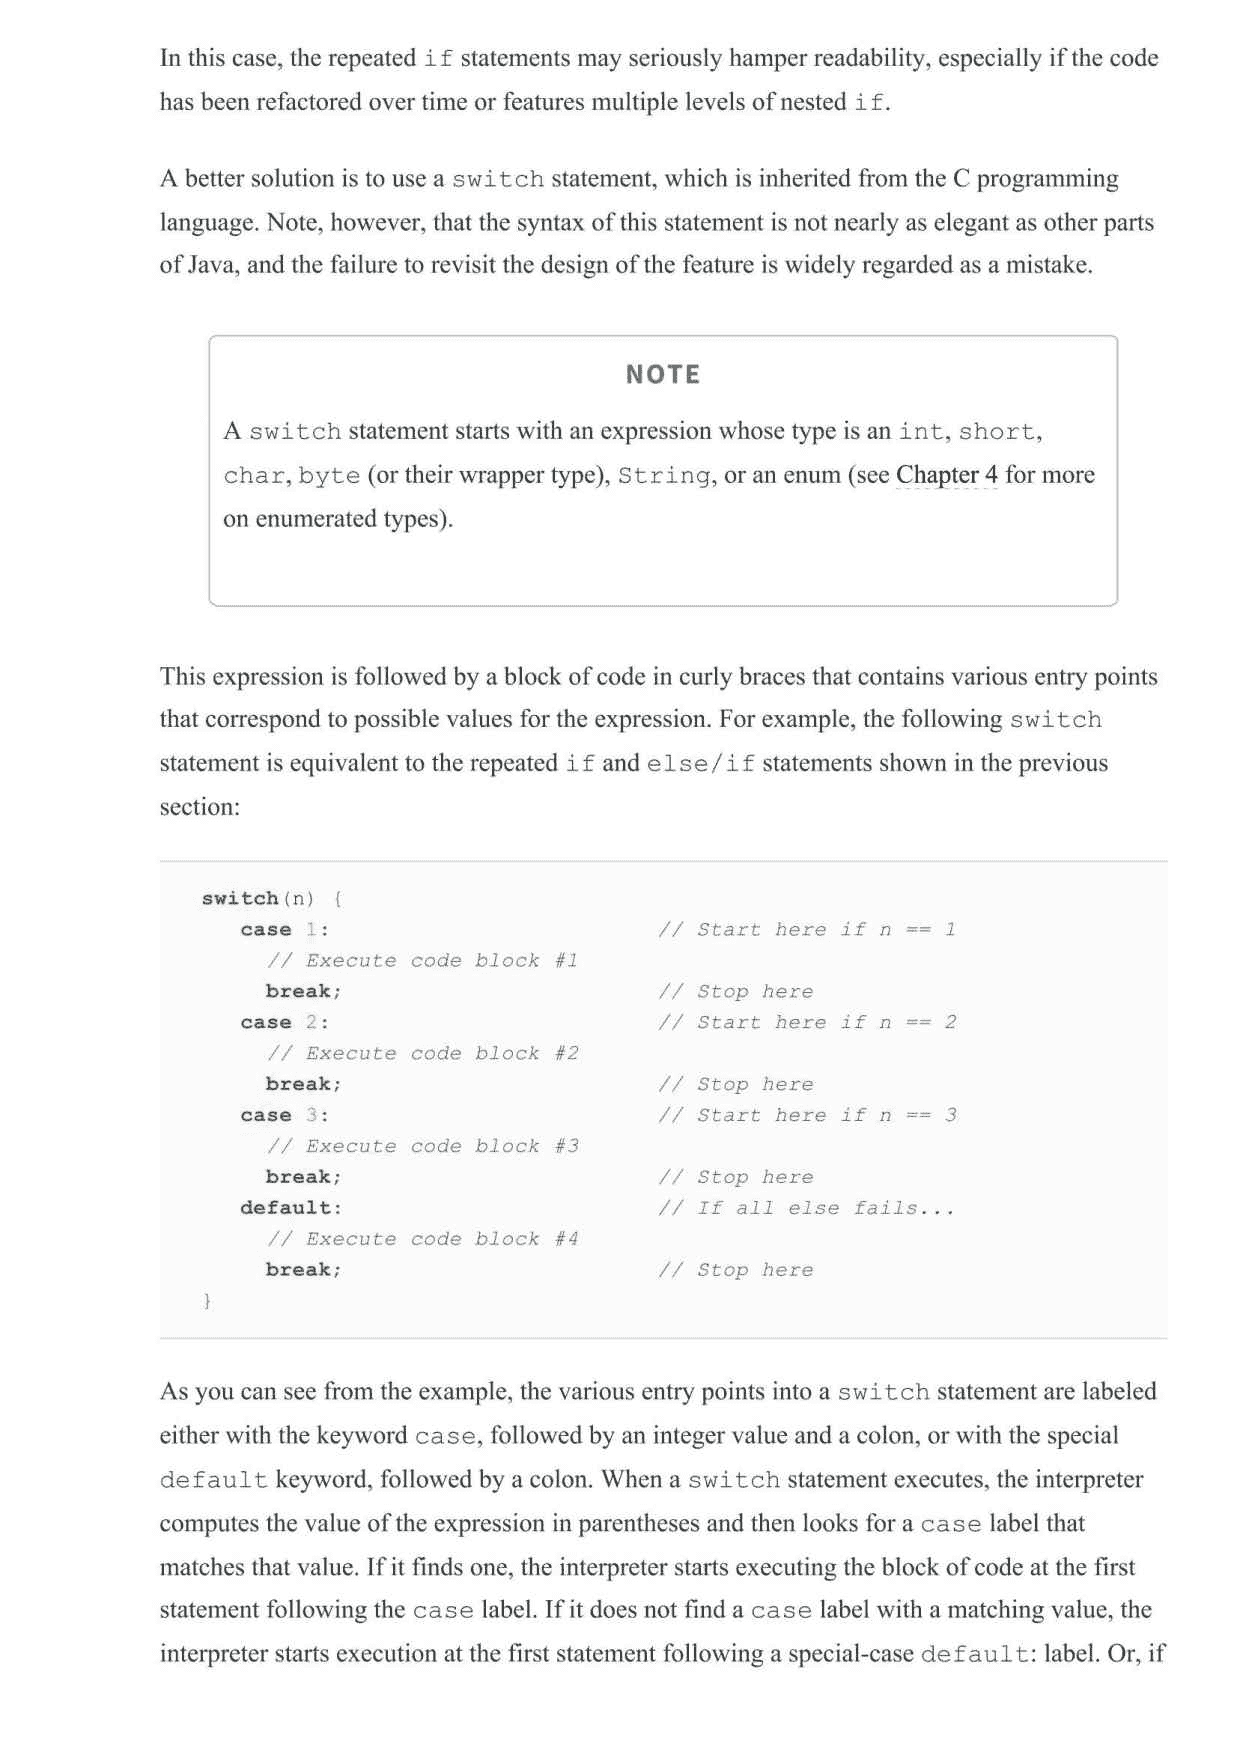 In this case, the repeated if statements may seriously hamper readability, especially if the code
has been refactored over time or features multiple levels of nested if.
A better solution is to use a switch statement, which is inherited from the C programming
language. Note, however, that the syntax of this statement is not nearly as elegant as other parts
of Java, and the failure to revisit the design of the feature is widely regarded as a mistake.
NOTE
A switch statement starts with an expression whose type is an int, short,
char, byte (or their wrapper type), String, or an enum (see Chapter 4 for more
on enumerated types).
This expression is followed by a block of code in curly braces that contains various entry points
that correspond to possible values for the expression. For example, the following switch
statement is equivalent to the repeated if and else/if statements shown in the previous
section:
switch(n) {
case 1: // Start here if n == 1
// Execute code block #1
break; // Stop here
case 2: // Start here if n == 2
// Execute code block #2
break; // Stop here
case 3: // Start here if n == 3
// Execute code block #3
break; // Stop here
default: // If all else fails...
// Execute code block #4
break; // Stop here
}
As you can see from the example, the various entry points into a switch statement are labeled
either with the keyword case, followed by an integer value and a colon, or with the special
default keyword, followed by a colon. When a switch statement executes, the interpreter
computes the value of the expression in parentheses and then looks for a case label that
matches that value. If it finds one, the interpreter starts executing the block of code at the first
statement following the case label. If it does not find a case label with a matching value, the
interpreter starts execution at the first statement following a special-case default: label. Or, if